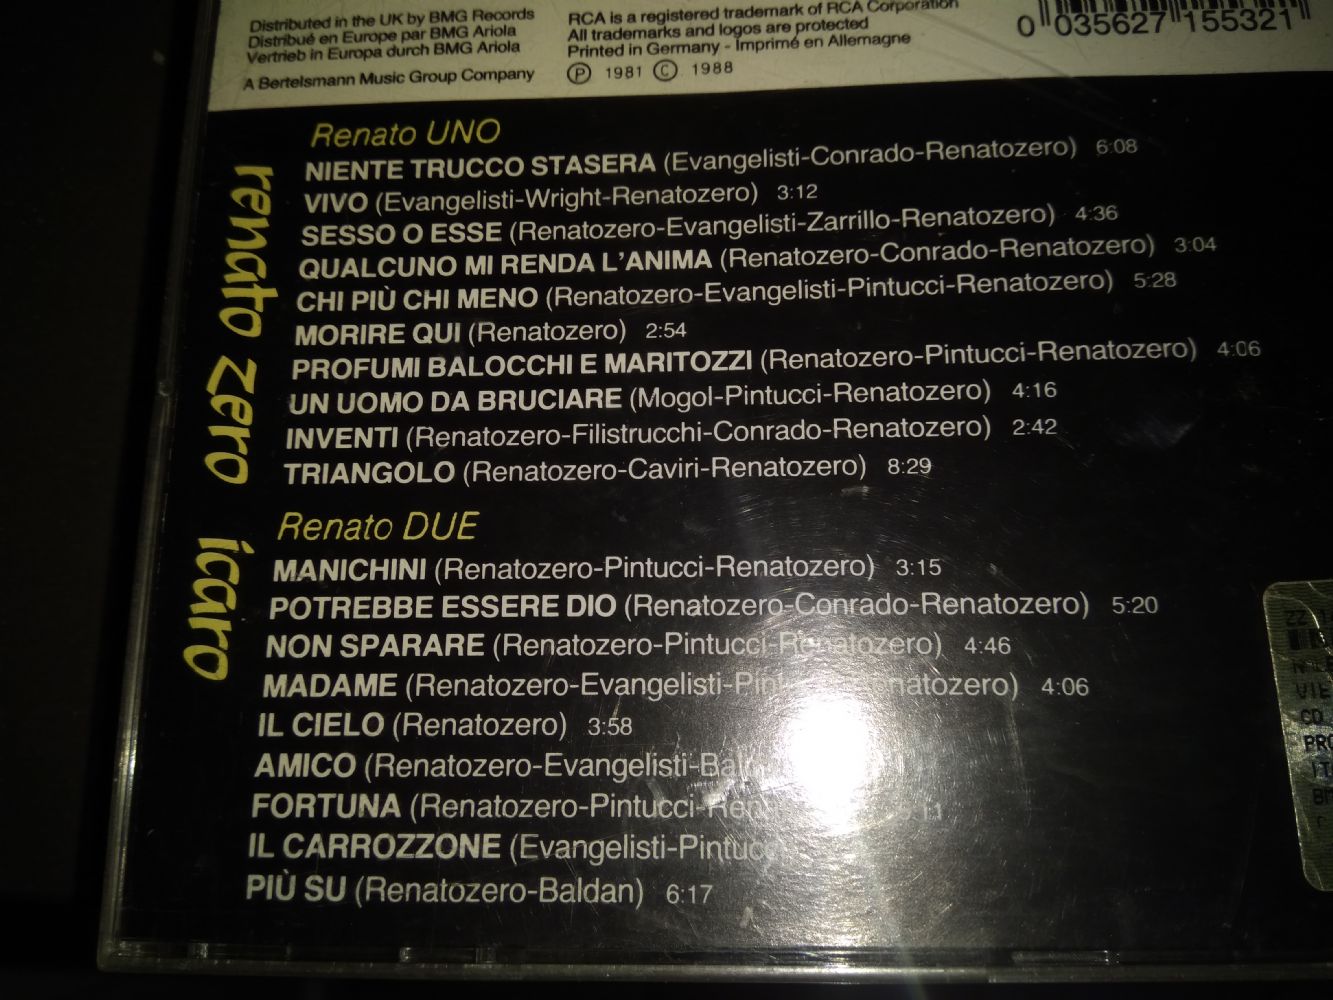 Distributed in the UK by BMG Records
Distribué en Europe par BMG Ariola
Vertrieb in Europa durch BMG Ariola
A Bertelsmann Music Group Company
RCA is a registered trademark of RCA Corporation
All trademarks and logos are protected
Printed in Germany - Imprimé en Allemagne
Ⓟ 1981 Ⓒ 1988
0 035627 155321
renato zero icaro
Renato UNO
NIENTE TRUCCO STASERA (Evangelisti-Conrado-Renatozero) 6:08
VIVO (Evangelisti-Wright-Renatozero) 3:12
SESSO O ESSE (Renatozero-Evangelisti-Zarrillo-Renatozero) 4:36
QUALCUNO MI RENDA L'ANIMA (Renatozero-Conrado-Renatozero) 3:04
CHI PIÙ CHI MENO (Renatozero-Evangelisti-Pintucci-Renatozero) 5:28
MORIRE QUI (Renatozero) 2:54
PROFUMI BALOCCHI E MARITOZZI (Renatozero-Pintucci-Renatozero) 4:06
UN UOMO DA BRUCIARE (Mogol-Pintucci-Renatozero) 4:16
INVENTI (Renatozero-Filistrucchi-Conrado-Renatozero) 2:42
TRIANGOLO (Renatozero-Caviri-Renatozero) 8:29
Renato DUE
MANICHINI (Renatozero-Pintucci-Renatozero) 3:15
POTREBBE ESSERE DIO (Renatozero-Conrado-Renatozero) 5:20
NON SPARARE (Renatozero-Pintucci-Renatozero) 4:46
MADAME (Renatozero-Evangelisti- 4:06
IL CIELO (Renatozero) 3:58
AMICO (Renatozero-Evangelisti-
FORTUNA (Renatozero-Pintucci-
IL CARROZZONE (Evangelisti-Pintucci
PIÙ SU (Renatozero-Baldan) 6:17
CD